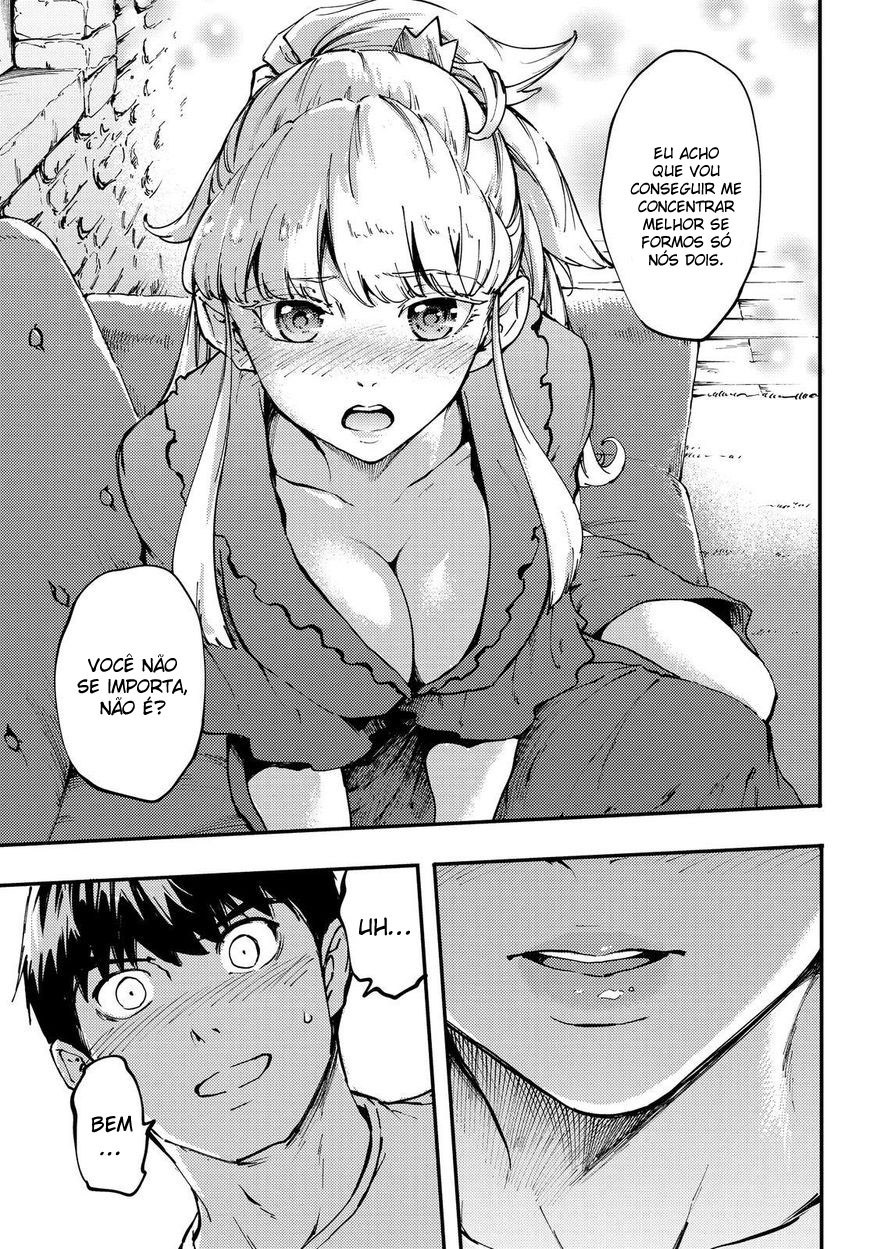 EU ACHO
QUE VOU
CONSEGUIR ME
CONCENTRAR
MELHOR SE
FORMOS SÓ
NÓS DOIS.
VOCÊ NÃO
SE IMPORTA,
NÃO É?
UH...
BEM
...